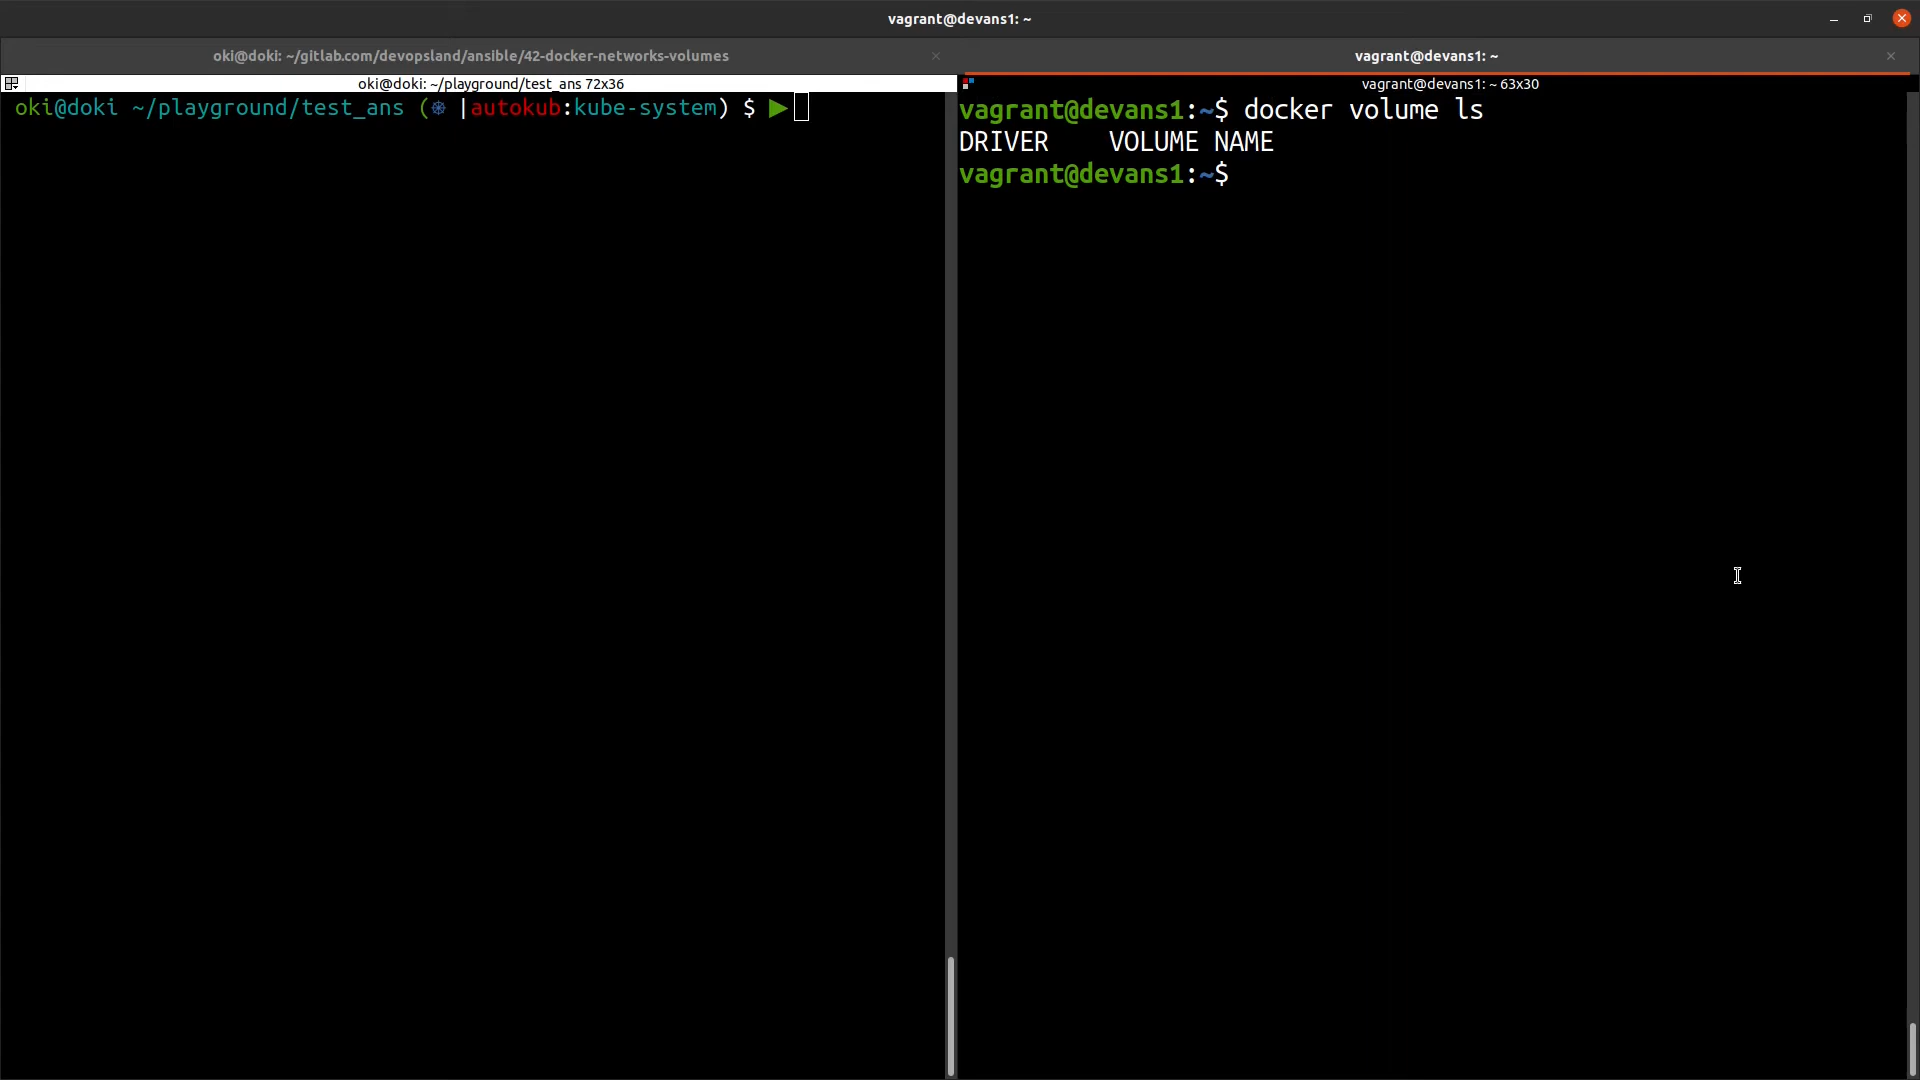 vagrant@devans1: ~
oki@doki: ~/gitlab.com/devopsland/ansible/42-docker-networks-volumes
vagrant@devans1: ~
oki@doki: ~/playground/test_ans 72x36
oki@doki ~/playground/test_ans (⎈ |autokub:kube-system) $ ▶
vagrant@devans1: ~ 63x30
vagrant@devans1:~$ docker volume ls
DRIVER    VOLUME NAME
vagrant@devans1:~$